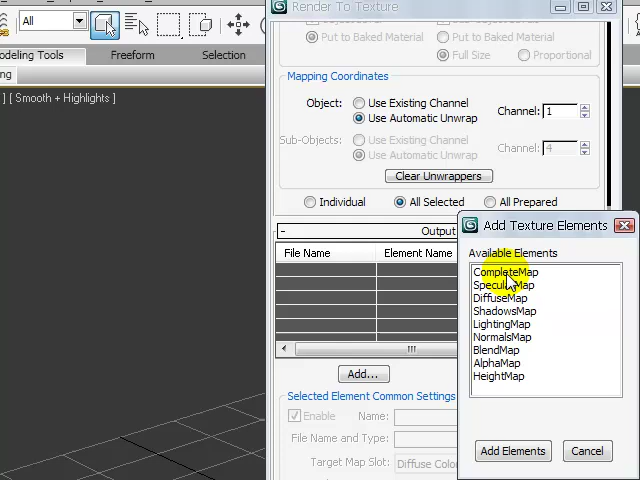 Render To Texture
All
odeling Tools Freeform Selection
ng
] [ Smooth + Highlights ]
Put to Baked Material Put to Baked Material
Full Size Proportional
Mapping Coordinates
Object: Use Existing Channel
Use Automatic Unwrap Channel: 1
Sub-Objects: Use Existing Channel
Use Automatic Unwrap Channel: 4
Clear Unwrappers
Individual All Selected All Prepared
- Output
File Name Element Name
Add...
Selected Element Common Settings
Enable Name:
File Name and Type:
Target Map Slot: Diffuse Colo
Add Texture Elements
Available Elements
CompleteMap
SpecularMap
DiffuseMap
ShadowsMap
LightingMap
NormalsMap
BlendMap
AlphaMap
HeightMap
Add Elements Cancel